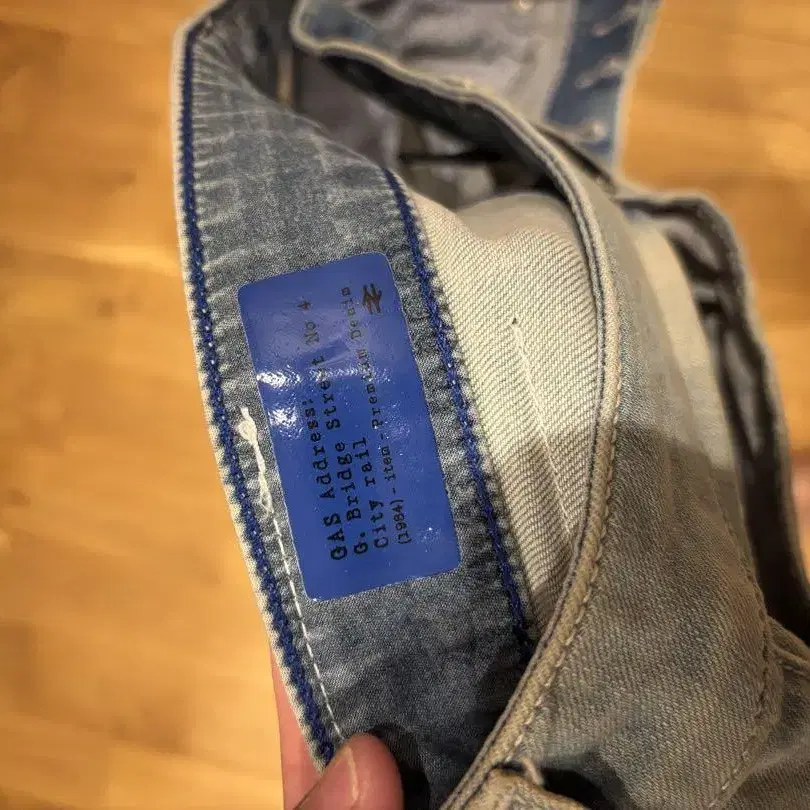 GAS Address:
G. Bridge Street No 4
City rail
(1984) - item - Premium Denim